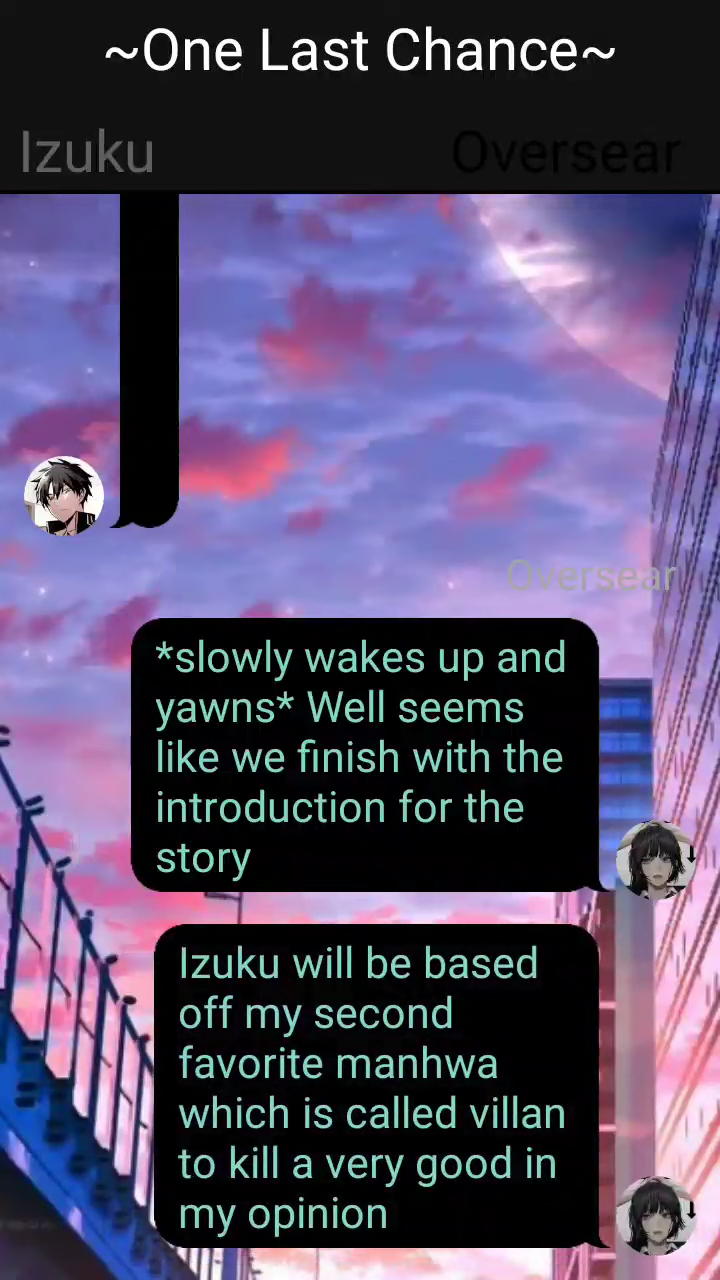 ~One Last Chance~
Izuku
Oversear
Oversear
*slowly wakes up and
yawns* Well seems
like we finish with the
introduction for the
story
Izuku will be based
off my second
favorite manhwa
which is called villan
to kill a very good in
my opinion